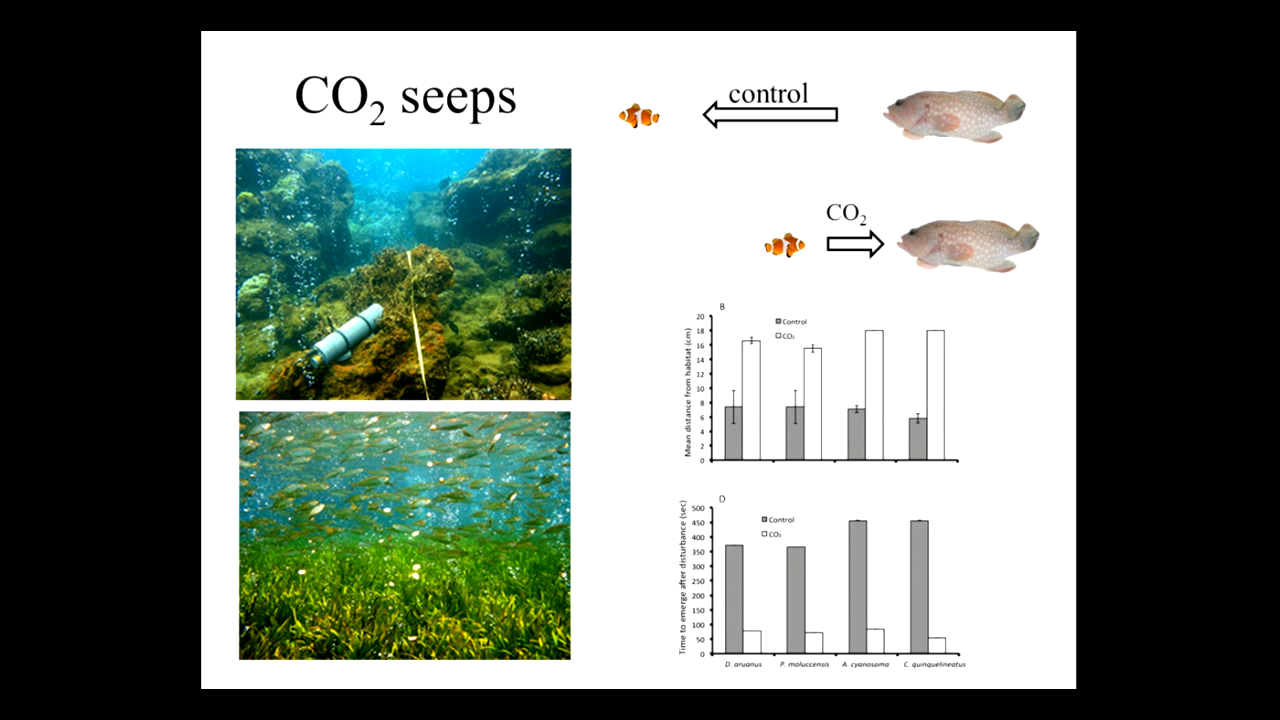 CO₂ seeps
control
CO₂
B
Mean distance from habitat (cm)
20
18
16
14
12
10
8
6
4
2
0
Control
CO₂
D
Time to emerge after disturbance (sec)
500
450
400
350
300
250
200
150
100
50
0
Control
CO₂
D. aruanus
P. moluccensis
A. cyanosoma
C. quinquelineatus